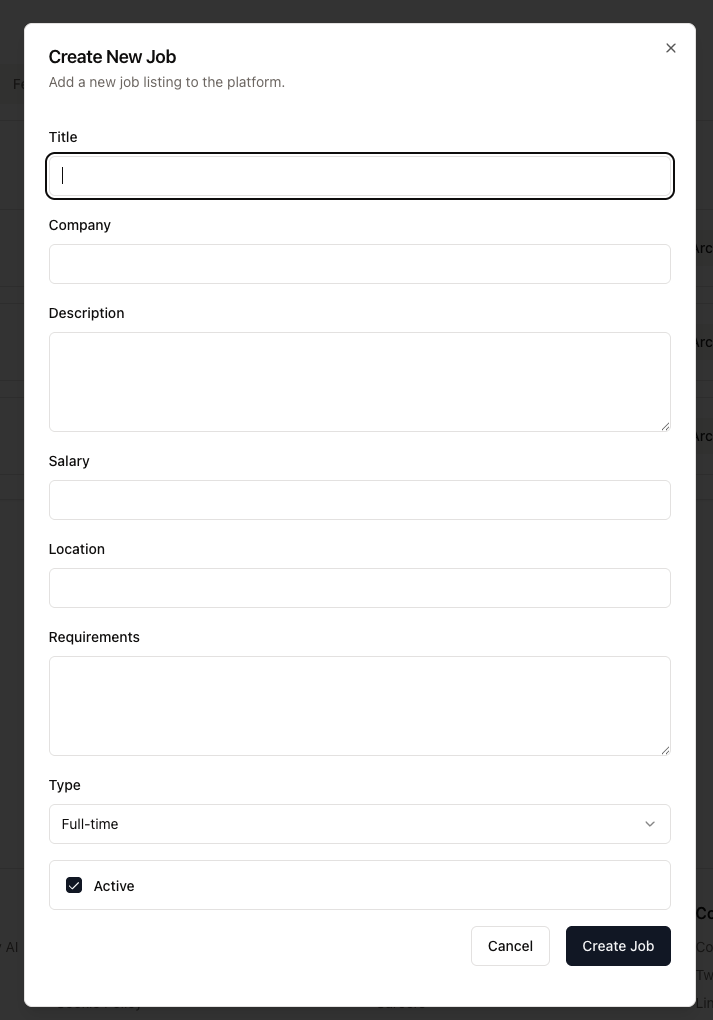 Create New Job
Add a new job listing to the platform.
Title
Company
Description
Salary
Location
Requirements
Type
Full-time
Active
Cancel
Create Job
AI